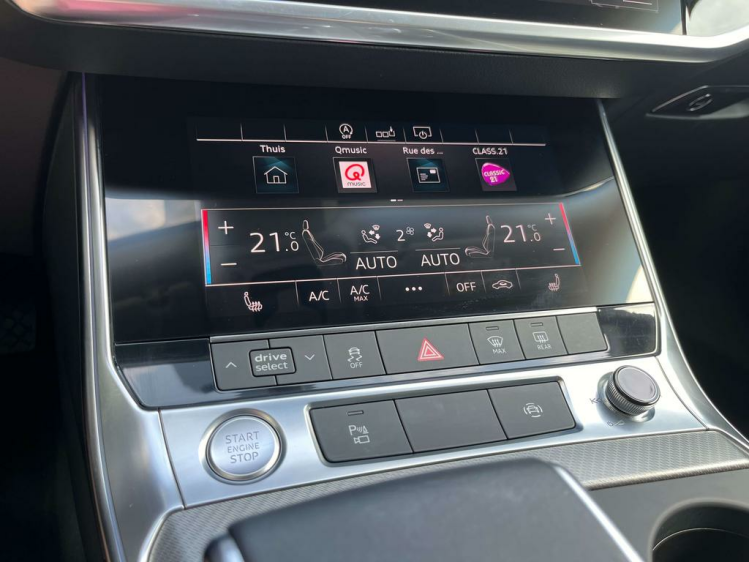 A OFF
Thuis Qmusic Rue des ... CLASS.21
Q music CLASSIC 21
+ +
21.0 °C 2 21.0 °C
- AUTO AUTO -
A/C A/C MAX ... OFF
drive select OFF MAX REAR
START ENGINE STOP
P